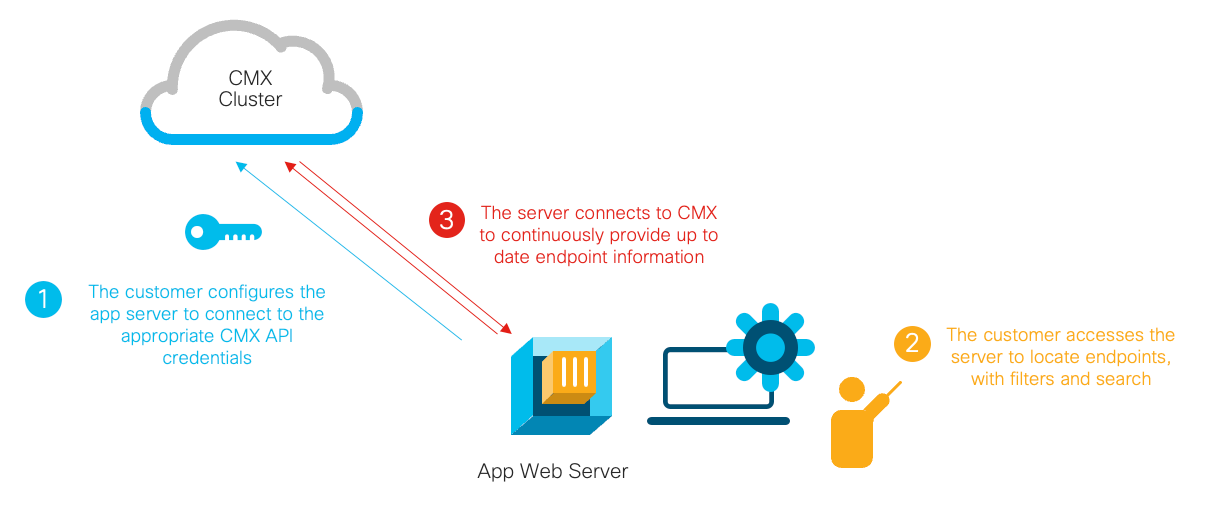 CMX
Cluster
3
The server connects to CMX
to continuously provide up to
date endpoint information
1
The customer configures the
app server to connect to the
appropriate CMX API
credentials
2
The customer accesses the
server to locate endpoints,
with filters and search
App Web Server